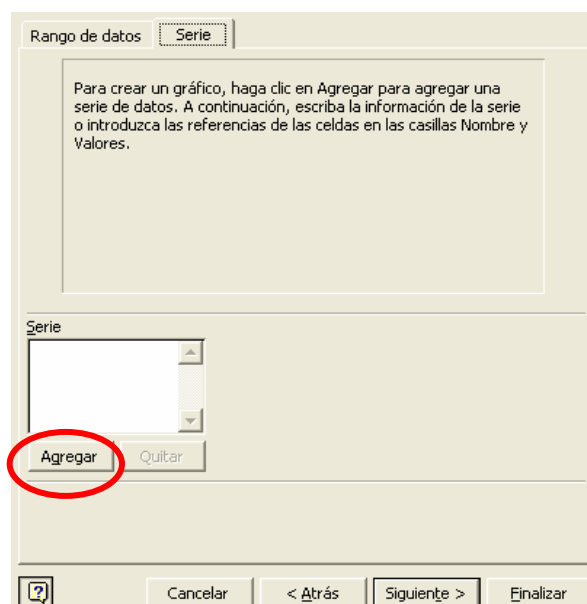 Rango de datos Serie
Para crear un gráfico, haga clic en Agregar para agregar una
serie de datos. A continuación, escriba la información de la serie
o introduzca las referencias de las celdas en las casillas Nombre y
Valores.
Serie
Agregar Quitar
? Cancelar < Atrás Siguiente > Finalizar